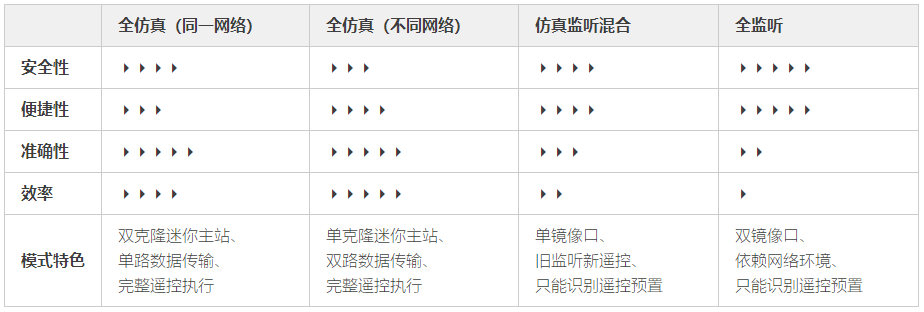 全仿真（同一网络） 全仿真（不同网络） 仿真监听混合 全监听
安全性
便捷性
准确性
效率
模式特色
双克隆迷你主站、
单路数据传输、
完整遥控执行
单克隆迷你主站、
双路数据传输、
完整遥控执行
单镜像口、
旧监听新遥控、
只能识别遥控预置
双镜像口、
依赖网络环境、
只能识别遥控预置